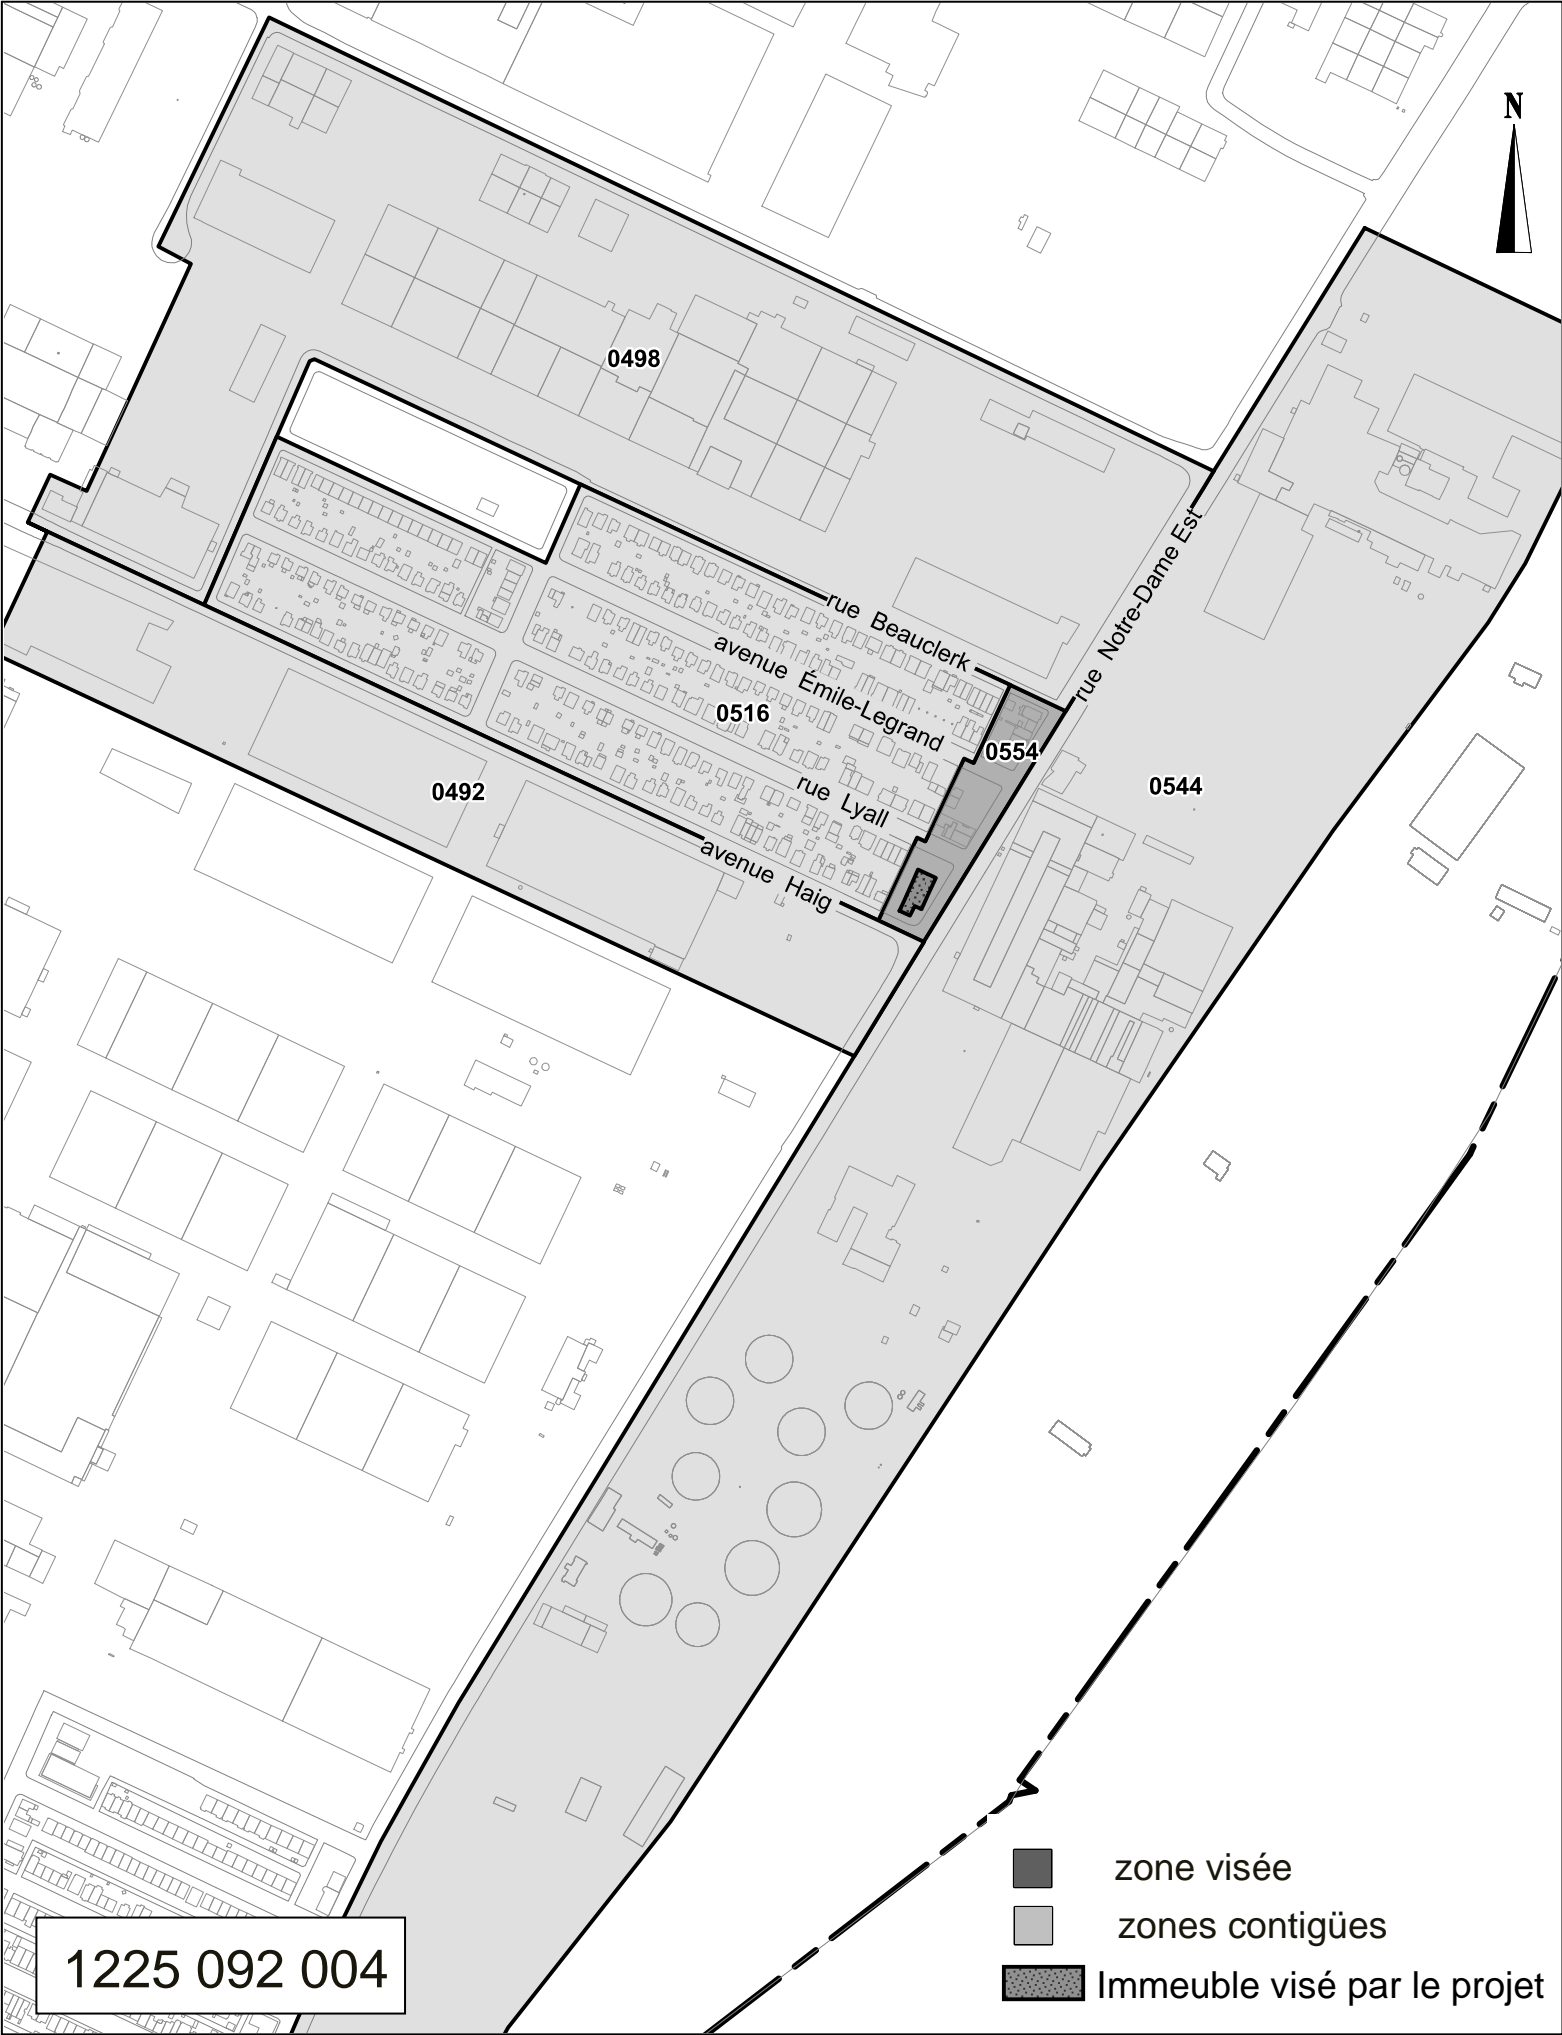 N
0498
rue Notre-Dame Est
rue Beauclerk
avenue Émile-Legrand
0516
0554
0544
rue Lyall
0492
avenue Haig
zone visée
zones contigües
Immeuble visé par le projet
1225 092 004